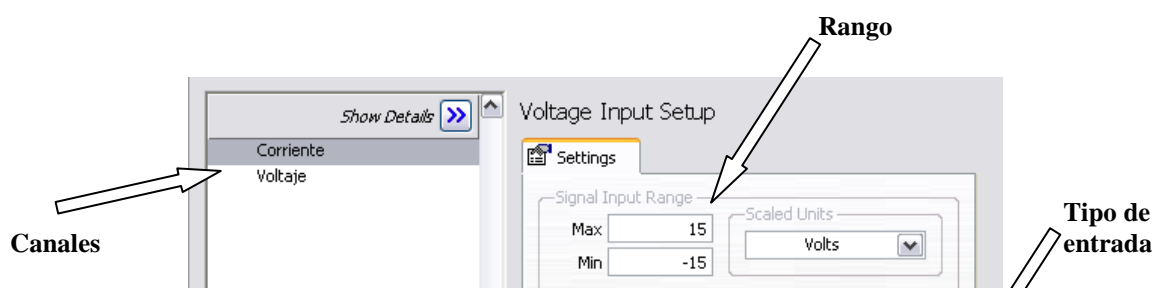 Rango
Show Details
Voltage Input Setup
Corriente
Voltaje
Settings
Signal Input Range
Scaled Units
Max 15
Volts
Min -15
Canales
Tipo de
entrada